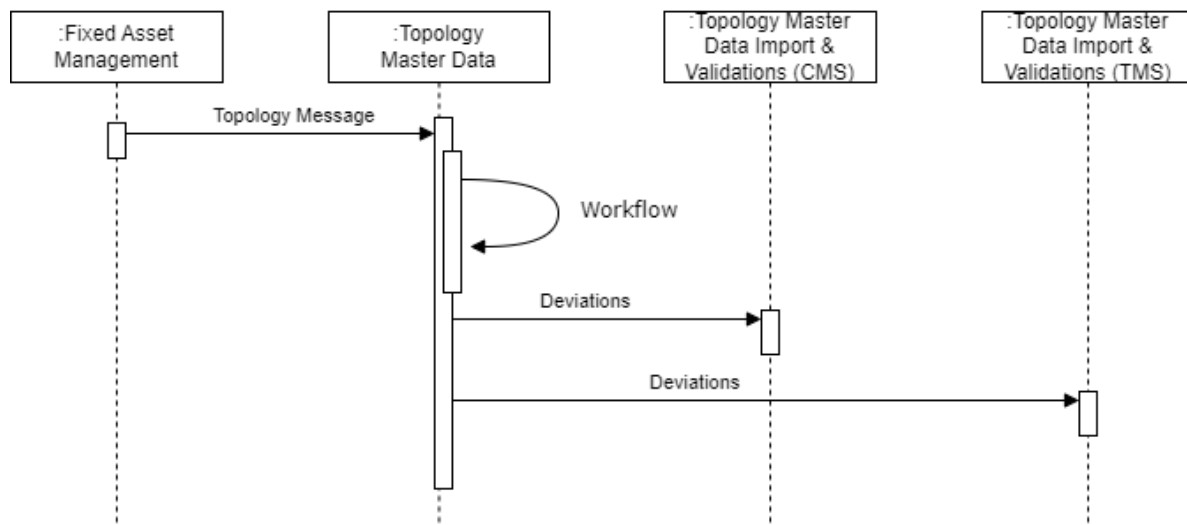 :Fixed Asset
Management
:Topology
Master Data
:Topology Master
Data Import &
Validations (CMS)
:Topology Master
Data Import &
Validations (TMS)
Topology Message
Workflow
Deviations
Deviations